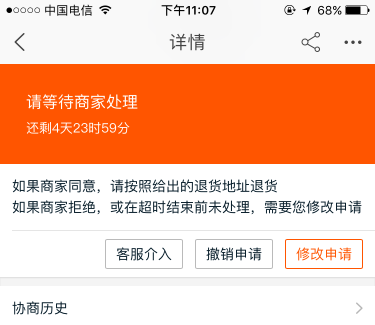 中国电信 下午11:07 68%
详情
请等待商家处理
还剩4天23时59分
如果商家同意，请按照给出的退货地址退货
如果商家拒绝，或在超时结束前未处理，需要您修改申请
客服介入 撤销申请 修改申请
协商历史